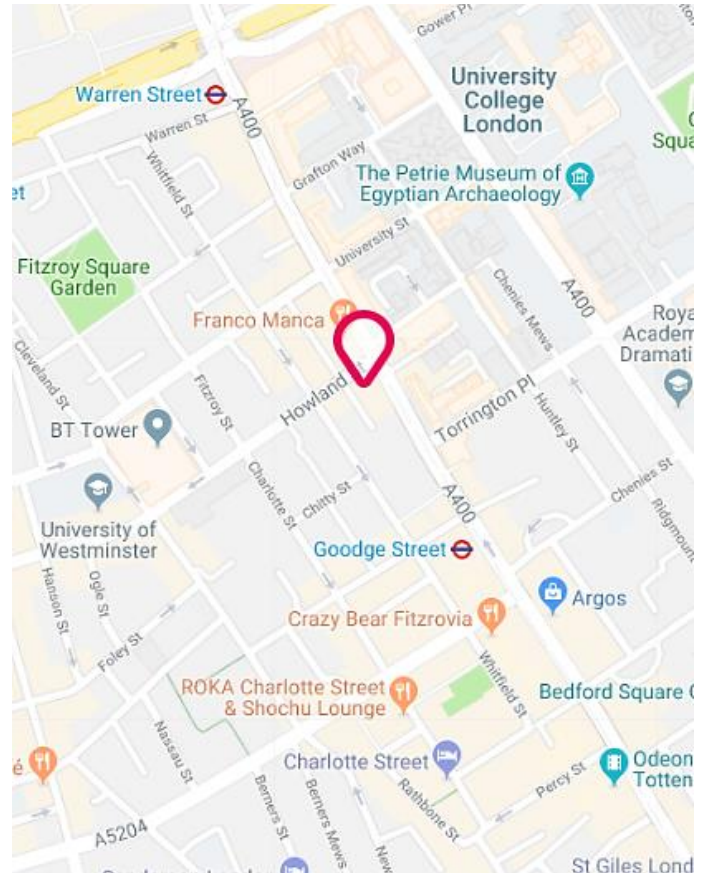 Gower Pl
University
College
London
Warren Street
A400
Warren St
Squa
Whitfield St
Grafton Way
The Petrie Museum of
Egyptian Archaeology
et
University St
Fitzroy Square
Garden
Chenies Mews
A400
Franco Manca
Roya
Academ
Dramati
Cleveland St
Howland
Fitzroy St
Torrington Pl
Huntley St
BT Tower
Charlotte St
Chitty St
A400
Chenies St
Ridgmount
University of
Westminster
Goodge Street
Hanson St
Ogle St
Argos
Crazy Bear Fitzrovia
Foley St
Whitfield St
ROKA Charlotte Street
& Shochu Lounge
Bedford Square
Nassau St
Charlotte Street
Odeon
Totten
é
Percy St
Rathbone St
Berners St
Berners Mews
A5204
New
St Giles Lond